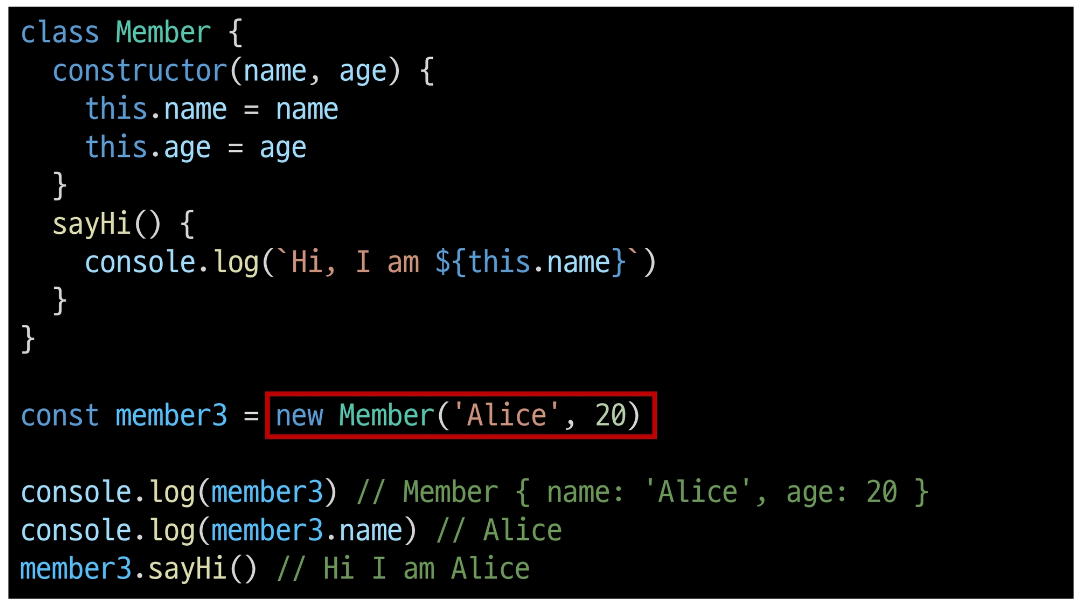 class Member {
  constructor(name, age) {
    this.name = name
    this.age = age
  }
  sayHi() {
    console.log(`Hi, I am ${this.name}`)
  }
}
const member3 = new Member('Alice', 20)
console.log(member3) // Member { name: 'Alice', age: 20 }
console.log(member3.name) // Alice
member3.sayHi() // Hi I am Alice